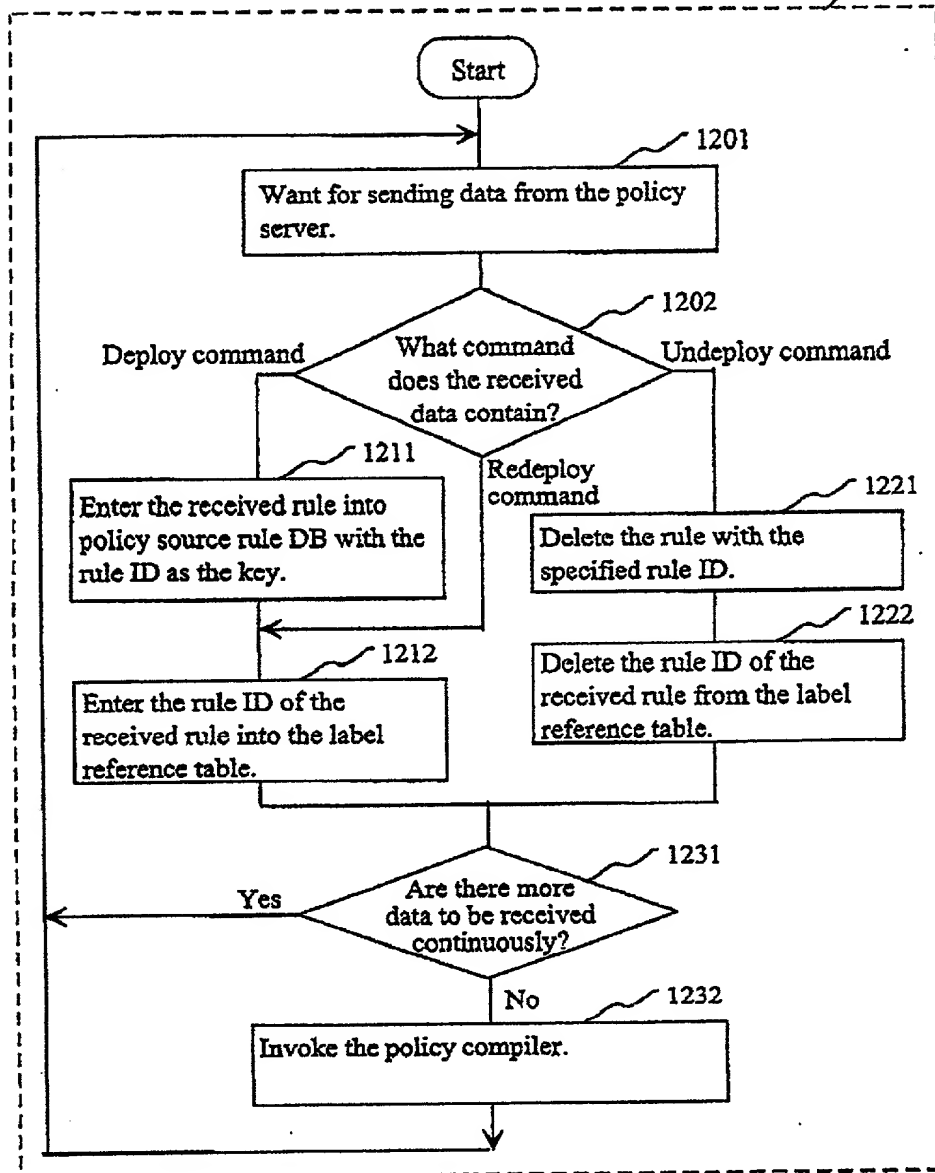 Start
1201
Want for sending data from the policy
server.
1202
Deploy command
What command
does the received
data contain?
Undeploy command
1211
Redeploy
command
Enter the received rule into
policy source rule DB with the
rule ID as the key.
1221
Delete the rule with the
specified rule ID.
1212
Enter the rule ID of the
received rule into the label
reference table.
1222
Delete the rule ID of the
received rule from the label
reference table.
1231
Yes
Are there more
data to be received
continuously?
No
1232
Invoke the policy compiler.